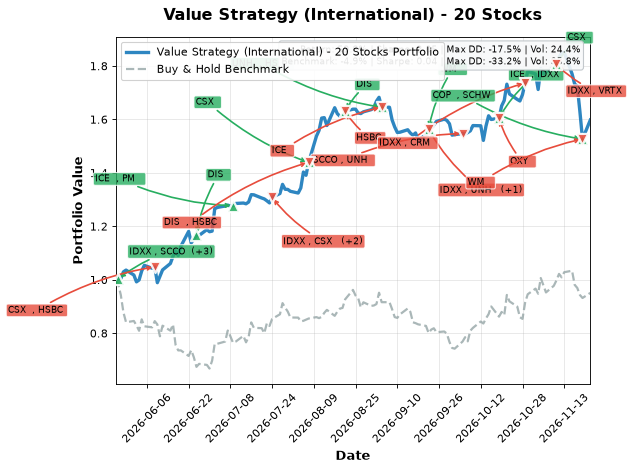 Value Strategy (International) - 20 Stocks
Value Strategy (International) - 20 Stocks Portfolio
Buy & Hold Benchmark
Max DD: -17.5% | Vol: 24.4%
Max DD: -33.2% | Vol:
CSX
DIS
COP , SCHW
IDXX
IDXX , VRTX
CSX
ICE
HSBC
IDXX , CRM
SCCO , UNH
OXY
WM
IDXX , UNH (+1)
ICE , PM
DIS
DIS , HSBC
IDXX , CSX (+2)
IDXX , SCCO (+3)
CSX , HSBC
Portfolio Value
1.8
1.6
1.4
1.2
1.0
0.8
2026-06-06
2026-06-22
2026-07-08
2026-07-24
2026-08-09
2026-08-25
2026-09-10
2026-09-26
2026-10-12
2026-10-28
2026-11-13
Date